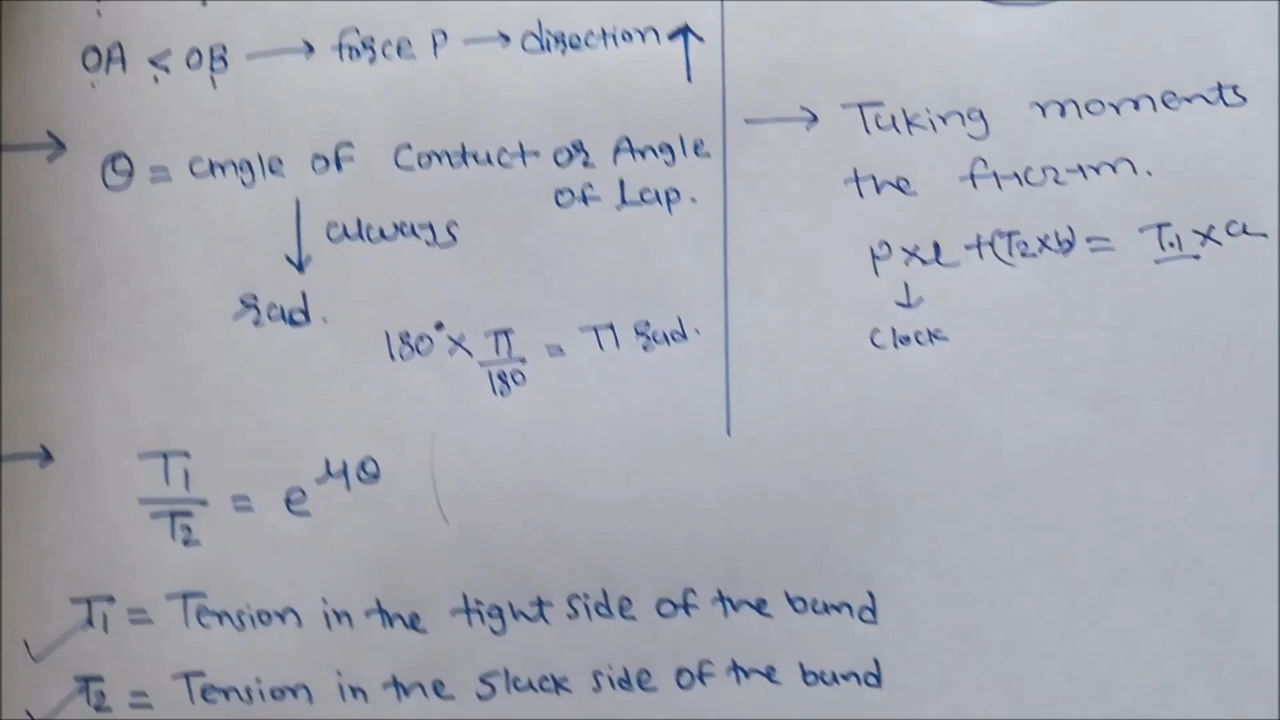 OA < OB → force P → direction ↑
→ θ = angle of Contact or Angle
of Lap.
↓ always
rad.
180° × π/180 = π rad.
→ T1/T2 = e^μθ
T1 = Tension in the tight side of the band
T2 = Tension in the Slack side of the band
→ Taking moments
the
P×l + (T2×b) = T1×a
↓
Clock